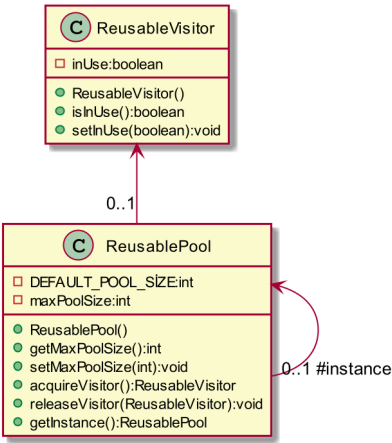 C ReusableVisitor
inUse:boolean
ReusableVisitor()
isInUse():boolean
setInUse(boolean):void
0..1
C ReusablePool
DEFAULT_POOL_SİZE:int
maxPoolSize:int
ReusablePool()
getMaxPoolSize():int
setMaxPoolSize(int):void
acquireVisitor():ReusableVisitor
releaseVisitor(ReusableVisitor):void
getInstance():ReusablePool
0..1 #instance